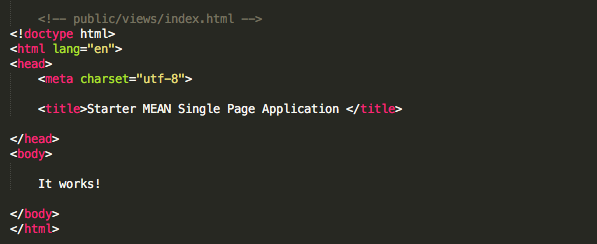 <!-- public/views/index.html -->
<!doctype html>
<html lang="en">
<head>
<meta charset="utf-8">
<title>Starter MEAN Single Page Application </title>
</head>
<body>
It works!
</body>
</html>